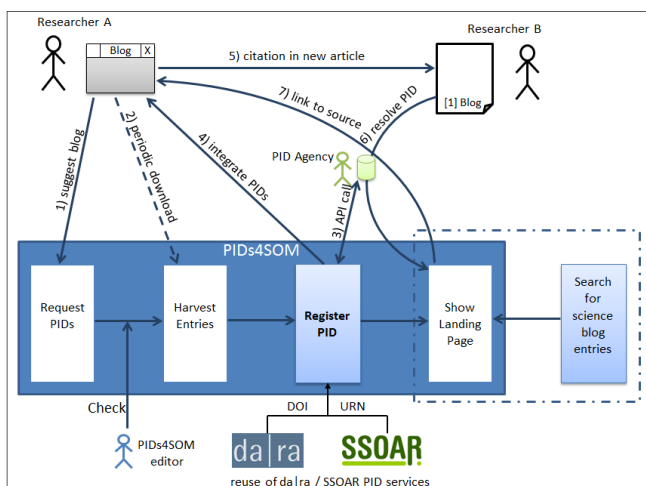 Researcher A
Researcher B
Blog
X
5) citation in new article
[1] Blog
7) link to source
6) resolve PID
PID Agency
1) suggest blog
2) periodic download
4) integrate PIDs
3) API call
PIDs4SOM
Request
PIDs
Harvest
Entries
Register
PID
Show
Landing
Page
Search
for
science
blog
entries
Check
DOI
URN
PIDs4SOM
editor
da|ra
SSOAR
reuse of da|ra / SSOAR PID services